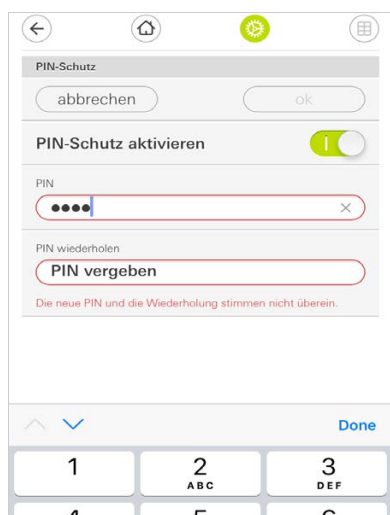 PIN-Schutz
abbrechen
ok
PIN-Schutz aktivieren
PIN
PIN wiederholen
PIN vergeben
Die neue PIN und die Wiederholung stimmen nicht überein.
Done
1
2
3
ABC
DEF